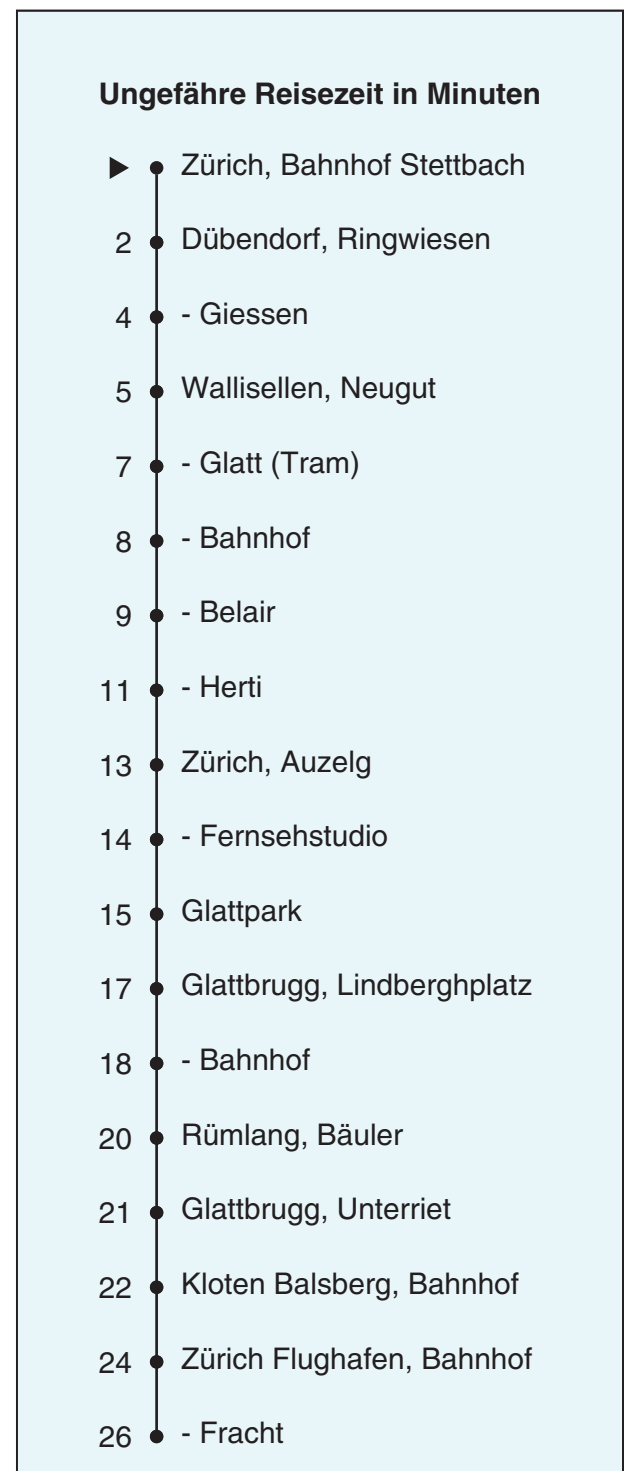 Ungefähre Reisezeit in Minuten
Zürich, Bahnhof Stettbach
2 Dübendorf, Ringwiesen
4 - Giessen
5 Wallisellen, Neugut
7 - Glatt (Tram)
8 - Bahnhof
9 - Belair
11 - Herti
13 Zürich, Auzelg
14 - Fernsehstudio
15 Glattpark
17 Glattbrugg, Lindberghplatz
18 - Bahnhof
20 Rümlang, Bäuler
21 Glattbrugg, Unterriet
22 Kloten Balsberg, Bahnhof
24 Zürich Flughafen, Bahnhof
26 - Fracht